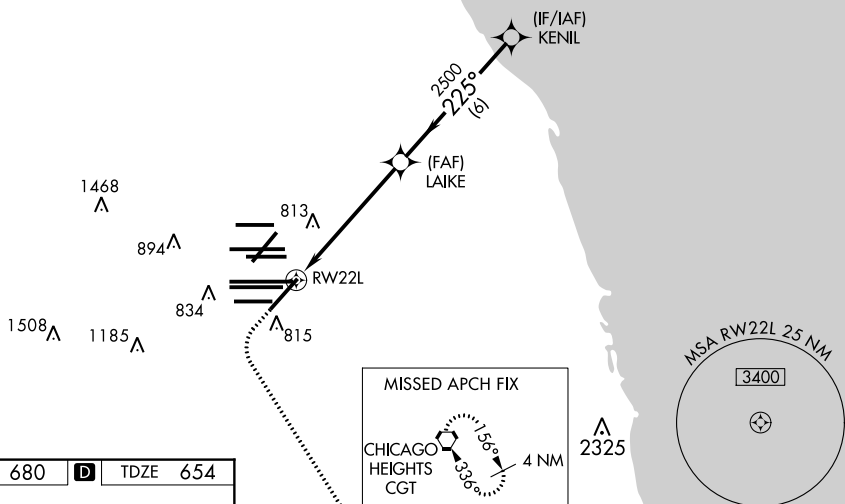 (IF/IAF)
KENIL
2500
225°
(6)
(FAF)
LAIKE
1468
813
894
RW22L
834
1508
1185
815
MSA RW22L 25 NM
3400
MISSED APCH FIX
CHICAGO
HEIGHTS
CGT
156°
336°
4 NM
2325
680 D TDZE 654